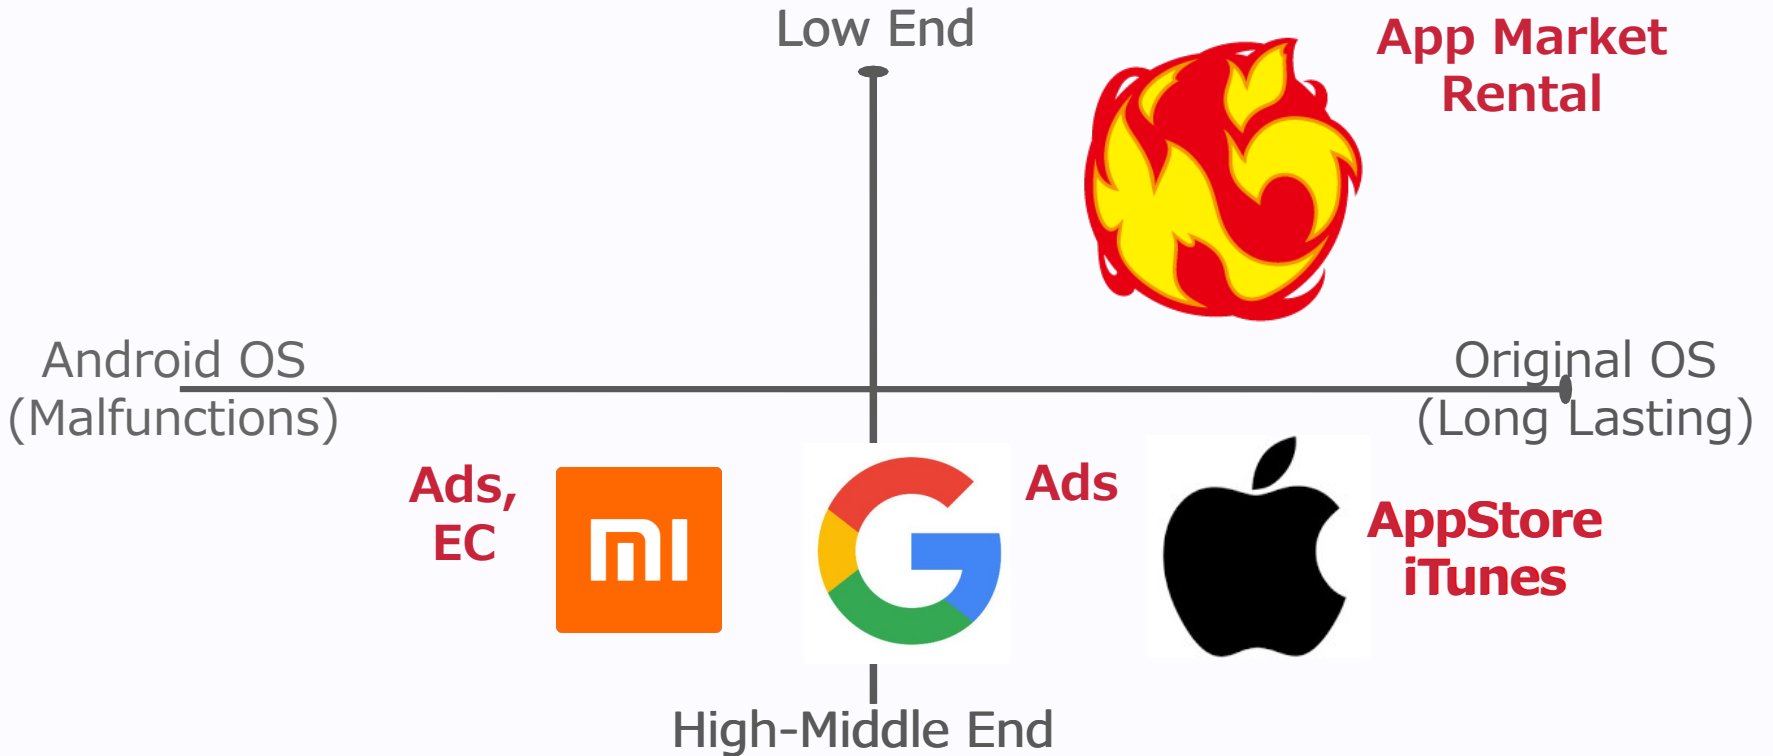 Low End
App Market
Rental
Android OS
(Malfunctions)
Original OS
(Long Lasting)
Ads,
EC
mi
Ads
AppStore
iTunes
High-Middle End